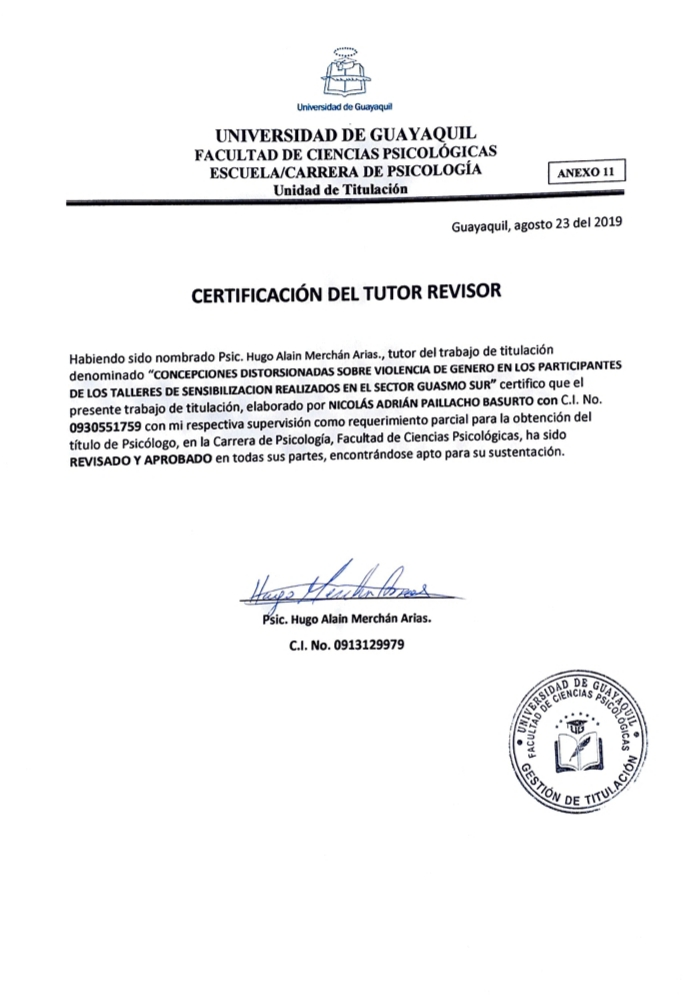 Universidad de Guayaquil
UNIVERSIDAD DE GUAYAQUIL
FACULTAD DE CIENCIAS PSICOLÓGICAS
ESCUELA/CARRERA DE PSICOLOGÍA
Unidad de Titulación
ANEXO 11
Guayaquil, agosto 23 del 2019
CERTIFICACIÓN DEL TUTOR REVISOR
Habiendo sido nombrado Psic. Hugo Alain Merchán Arias., tutor del trabajo de titulación
denominado “CONCEPCIONES DISTORSIONADAS SOBRE VIOLENCIA DE GENERO EN LOS PARTICIPANTES
DE LOS TALLERES DE SENSIBILIZACION REALIZADOS EN EL SECTOR GUASMO SUR” certifico que el
presente trabajo de titulación, elaborado por NICOLÁS ADRIÁN PAILLACHO BASURTO con C.I. No.
0930551759 con mi respectiva supervisión como requerimiento parcial para la obtención del
título de Psicólogo, en la Carrera de Psicología, Facultad de Ciencias Psicológicas, ha sido
REVISADO Y APROBADO en todas sus partes, encontrándose apto para su sustentación.
Hugo Merchán Arias
Psic. Hugo Alain Merchán Arias.
C.I. No. 0913129979
UNIVERSIDAD DE GUAYAQUIL
FACULTAD DE CIENCIAS PSICOLÓGICAS
GESTIÓN DE TITULACIÓN